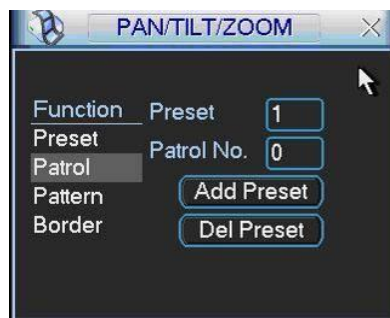 PAN/TILT/ZOOM
Function
Preset
Patrol
Pattern
Border
Preset 1
Patrol No. 0
Add Preset
Del Preset